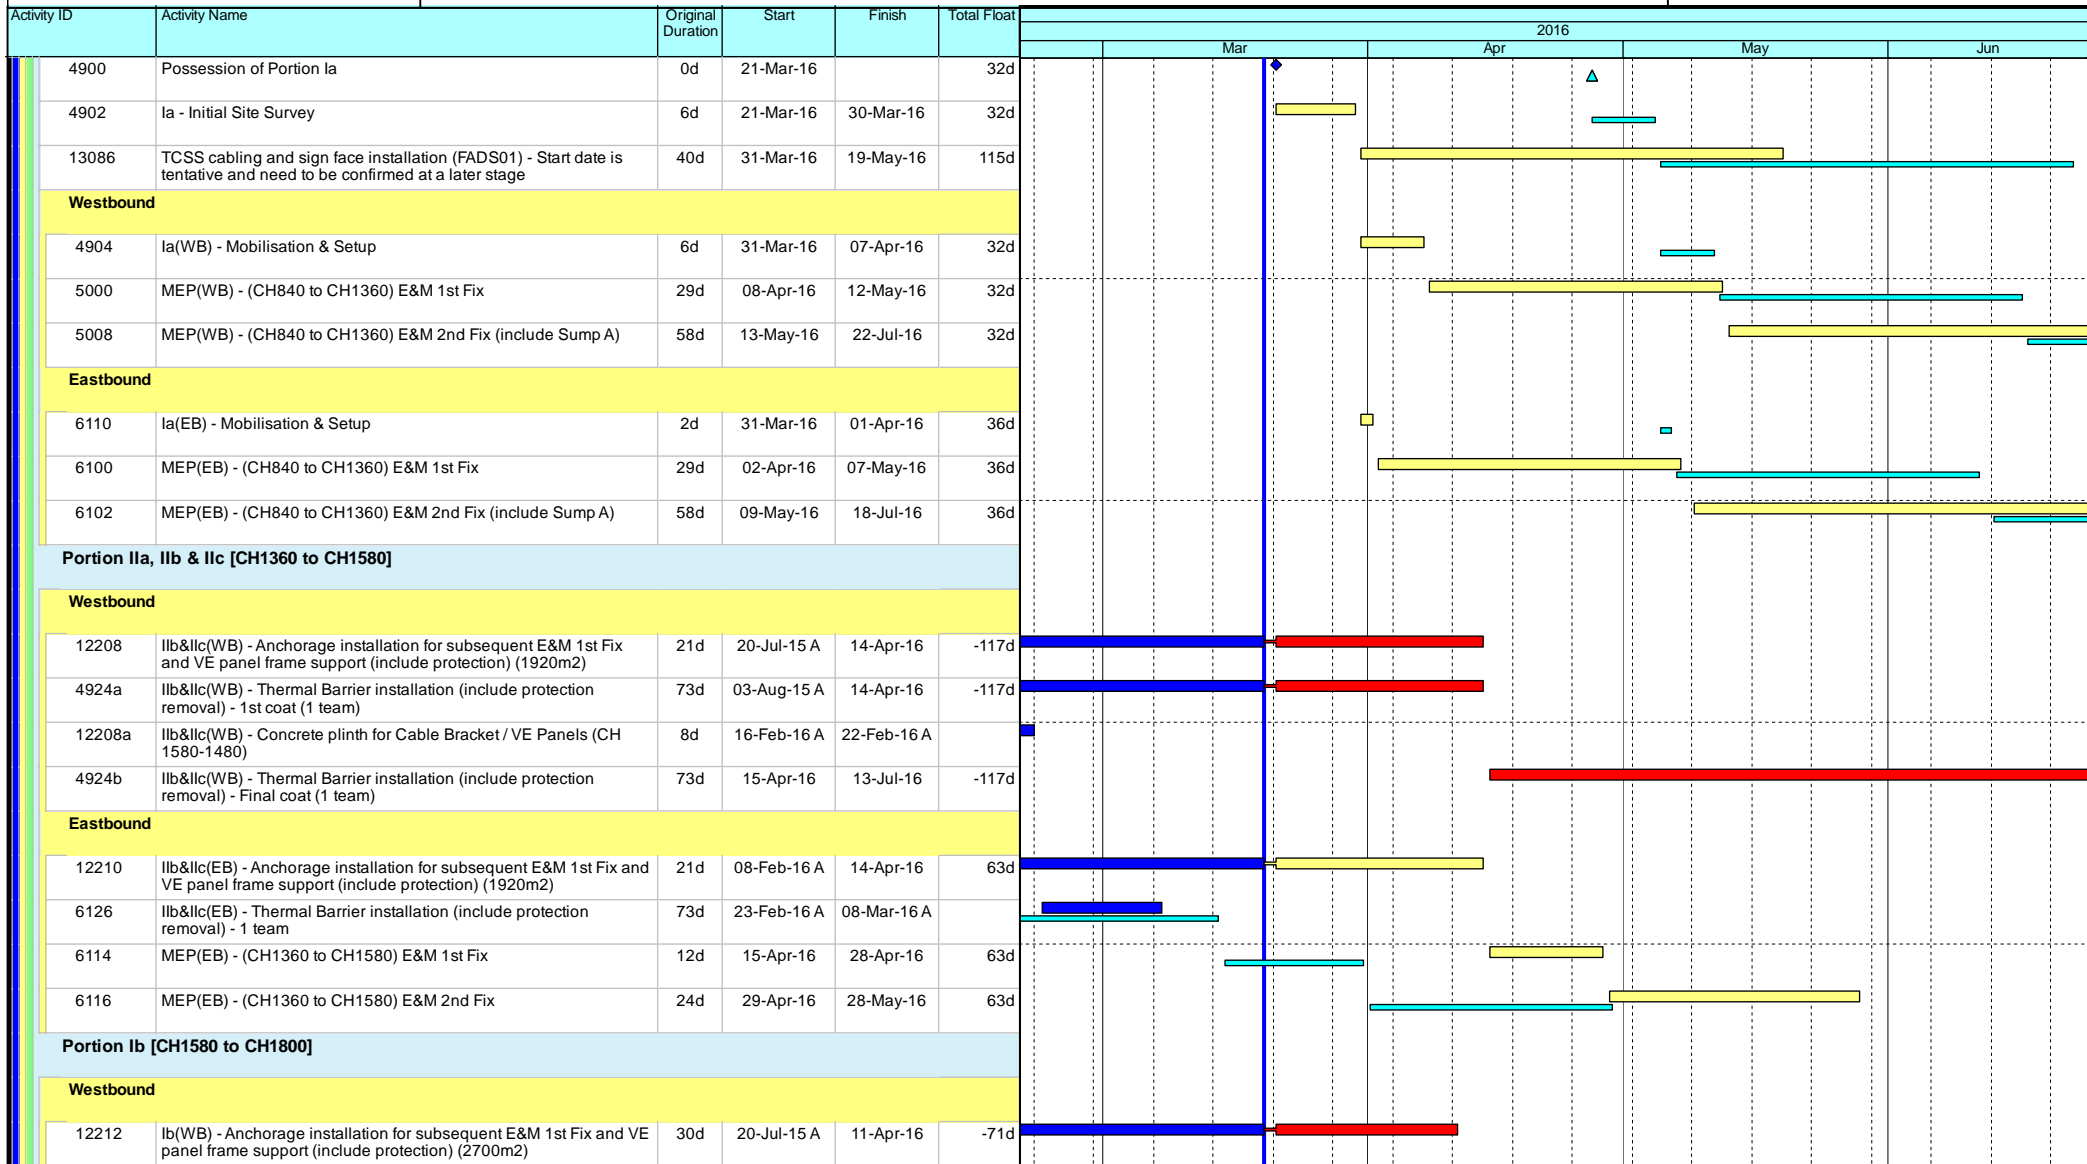 Activity ID Activity Name Original Duration Start Finish Total Float
2016
Mar Apr May Jun
4900 Possession of Portion Ia 0d 21-Mar-16 32d
4902 Ia - Initial Site Survey 6d 21-Mar-16 30-Mar-16 32d
13086 TCSS cabling and sign face installation (FADS01) - Start date is 40d 31-Mar-16 19-May-16 115d
tentative and need to be confirmed at a later stage
Westbound
4904 Ia(WB) - Mobilisation & Setup 6d 31-Mar-16 07-Apr-16 32d
5000 MEP(WB) - (CH840 to CH1360) E&M 1st Fix 29d 08-Apr-16 12-May-16 32d
5008 MEP(WB) - (CH840 to CH1360) E&M 2nd Fix (include Sump A) 58d 13-May-16 22-Jul-16 32d
Eastbound
6110 Ia(EB) - Mobilisation & Setup 2d 31-Mar-16 01-Apr-16 36d
6100 MEP(EB) - (CH840 to CH1360) E&M 1st Fix 29d 02-Apr-16 07-May-16 36d
6102 MEP(EB) - (CH840 to CH1360) E&M 2nd Fix (include Sump A) 58d 09-May-16 18-Jul-16 36d
Portion IIa, IIb & IIc [CH1360 to CH1580]
Westbound
12208 IIb&IIc(WB) - Anchorage installation for subsequent E&M 1st Fix 21d 20-Jul-15 A 14-Apr-16 -117d
and VE panel frame support (include protection) (1920m2)
4924a IIb&IIc(WB) - Thermal Barrier installation (include protection 73d 03-Aug-15 A 14-Apr-16 -117d
removal) - 1st coat (1 team)
12208a IIb&IIc(WB) - Concrete plinth for Cable Bracket / VE Panels (CH 8d 16-Feb-16 A 22-Feb-16 A
1580-1480)
4924b IIb&IIc(WB) - Thermal Barrier installation (include protection 73d 15-Apr-16 13-Jul-16 -117d
removal) - Final coat (1 team)
Eastbound
12210 IIb&IIc(EB) - Anchorage installation for subsequent E&M 1st Fix and 21d 08-Feb-16 A 14-Apr-16 63d
VE panel frame support (include protection) (1920m2)
6126 IIb&IIc(EB) - Thermal Barrier installation (include protection 73d 23-Feb-16 A 08-Mar-16 A
removal) - 1 team
6114 MEP(EB) - (CH1360 to CH1580) E&M 1st Fix 12d 15-Apr-16 28-Apr-16 63d
6116 MEP(EB) - (CH1360 to CH1580) E&M 2nd Fix 24d 29-Apr-16 28-May-16 63d
Portion Ib [CH1580 to CH1800]
Westbound
12212 Ib(WB) - Anchorage installation for subsequent E&M 1st Fix and VE 30d 20-Jul-15 A 11-Apr-16 -71d
panel frame support (include protection) (2700m2)